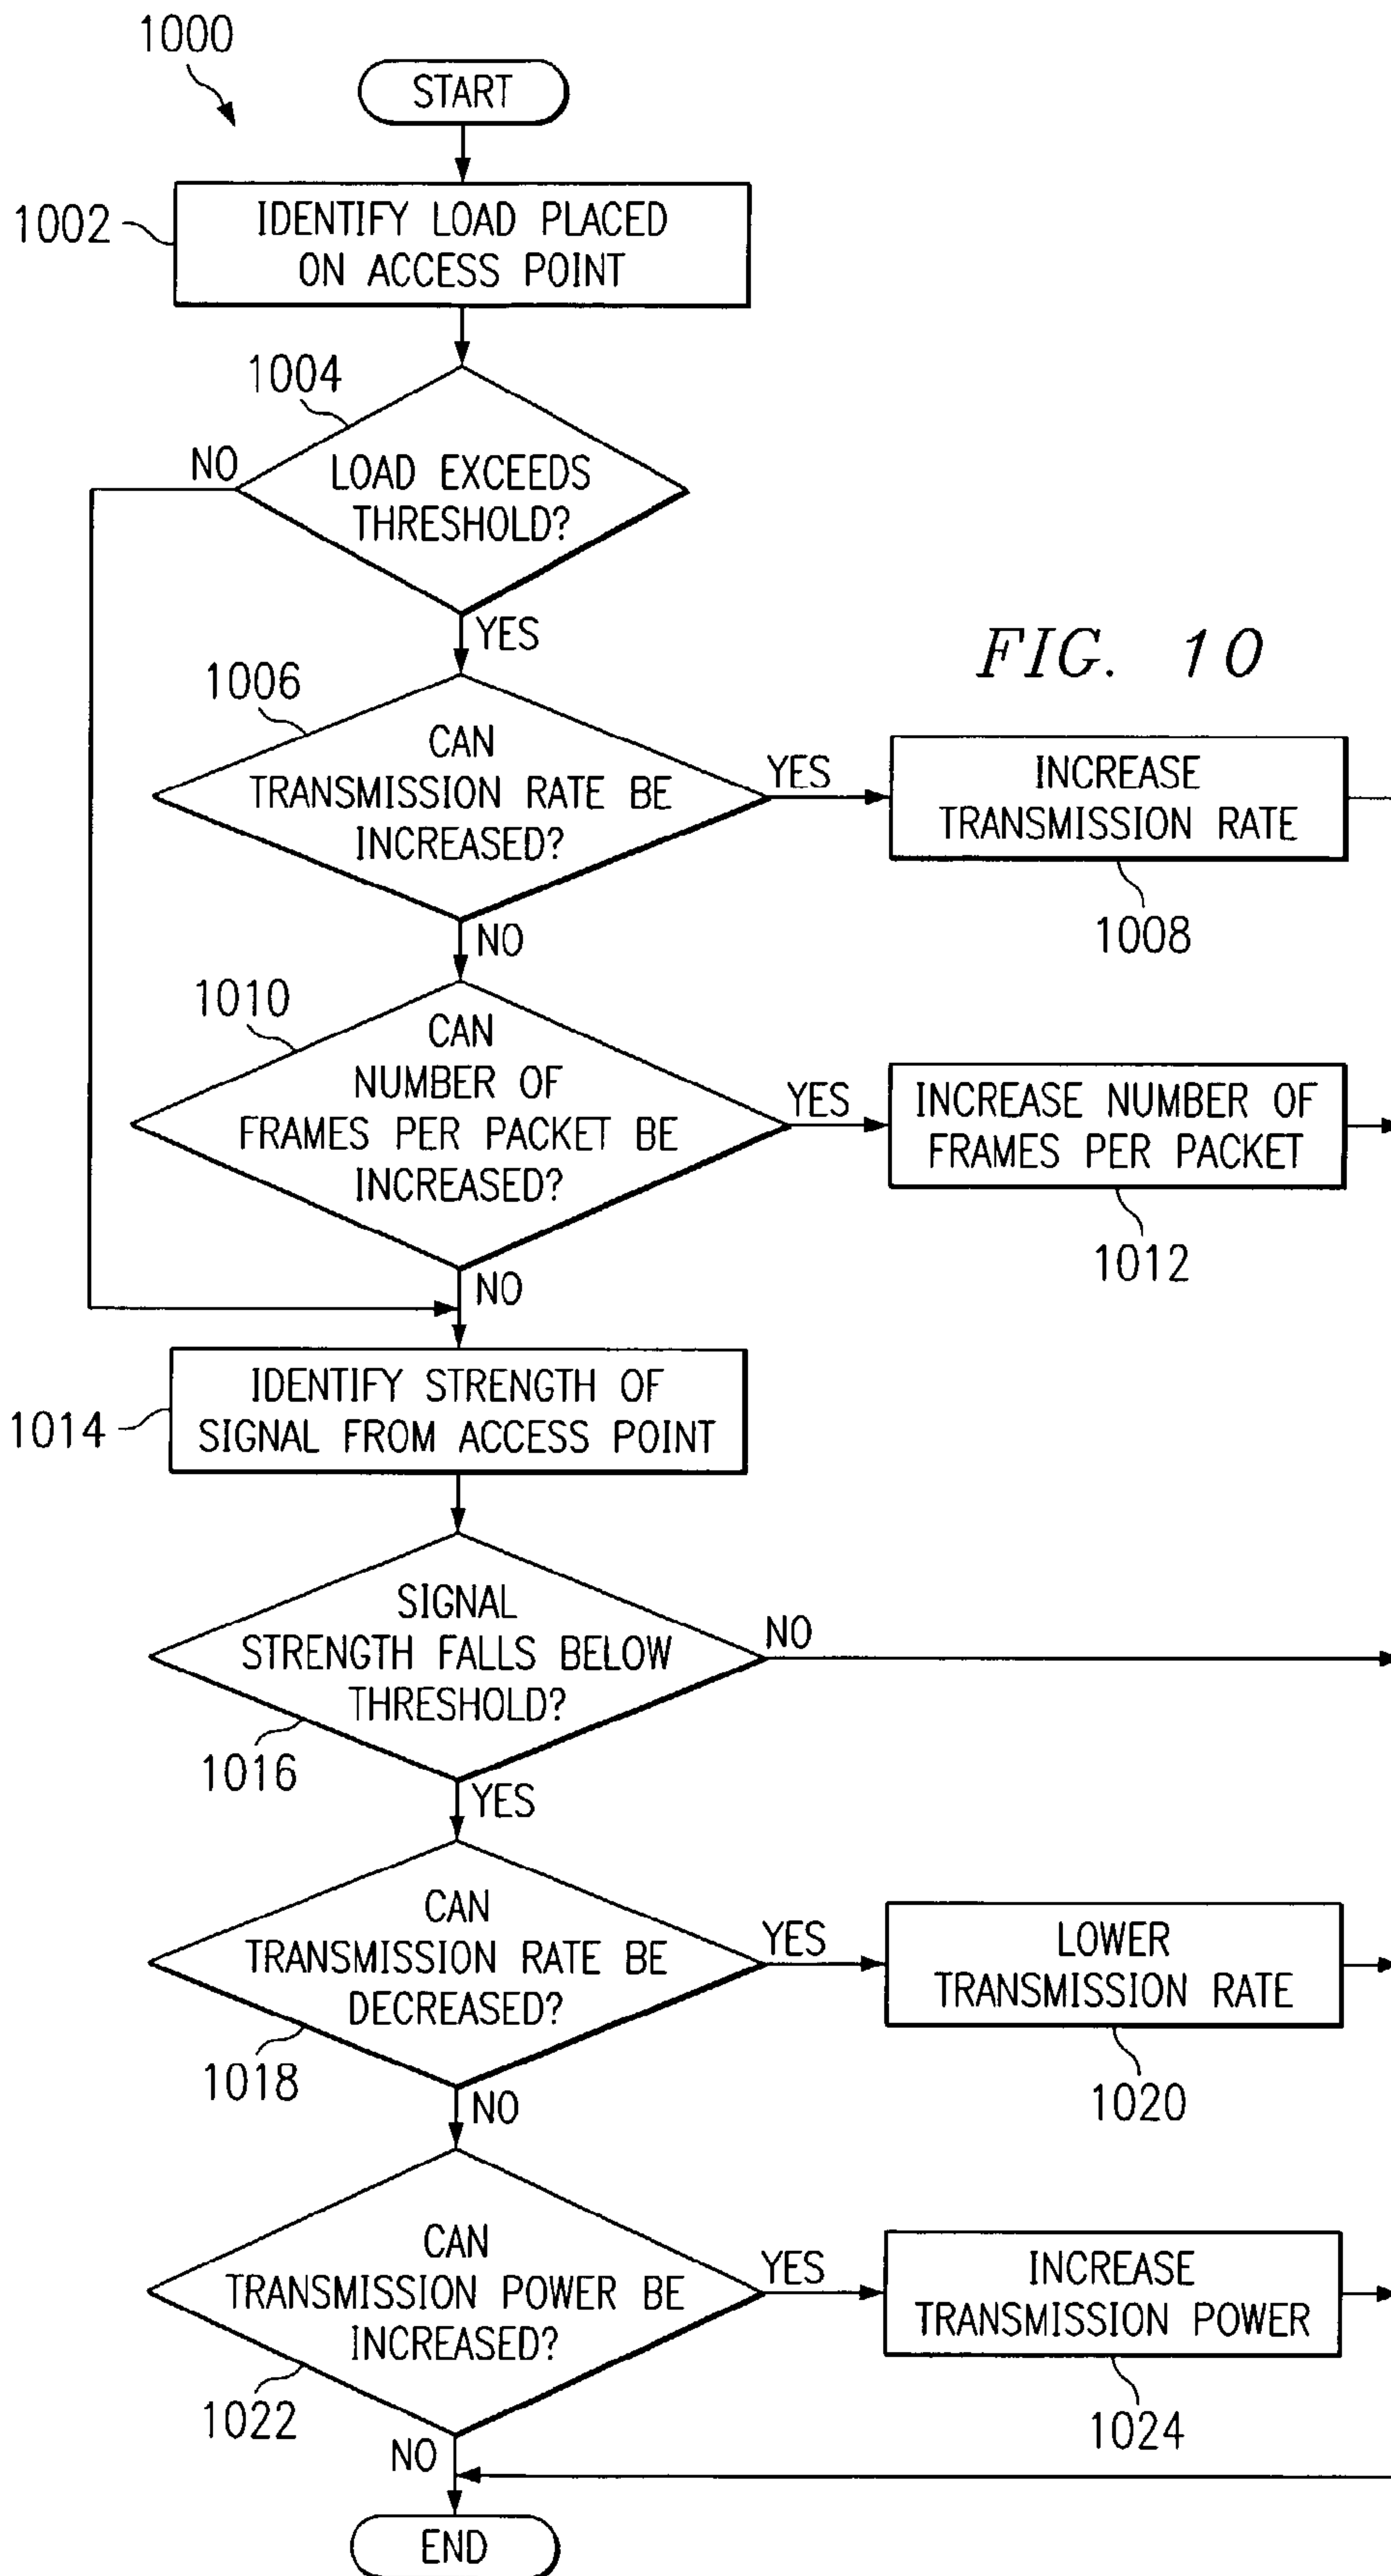 1000
START
1002
IDENTIFY LOAD PLACED
ON ACCESS POINT
1004
NO
LOAD EXCEEDS
THRESHOLD?
YES
FIG. 10
1006
CAN
TRANSMISSION RATE BE
INCREASED?
YES
INCREASE
TRANSMISSION RATE
1008
NO
1010
CAN
NUMBER OF
FRAMES PER PACKET BE
INCREASED?
YES
INCREASE NUMBER OF
FRAMES PER PACKET
1012
NO
IDENTIFY STRENGTH OF
SIGNAL FROM ACCESS POINT
1014
SIGNAL
STRENGTH FALLS BELOW
THRESHOLD?
NO
1016
YES
CAN
TRANSMISSION RATE BE
DECREASED?
YES
LOWER
TRANSMISSION RATE
1018
1020
NO
CAN
TRANSMISSION POWER BE
INCREASED?
YES
INCREASE
TRANSMISSION POWER
1022
1024
NO
END